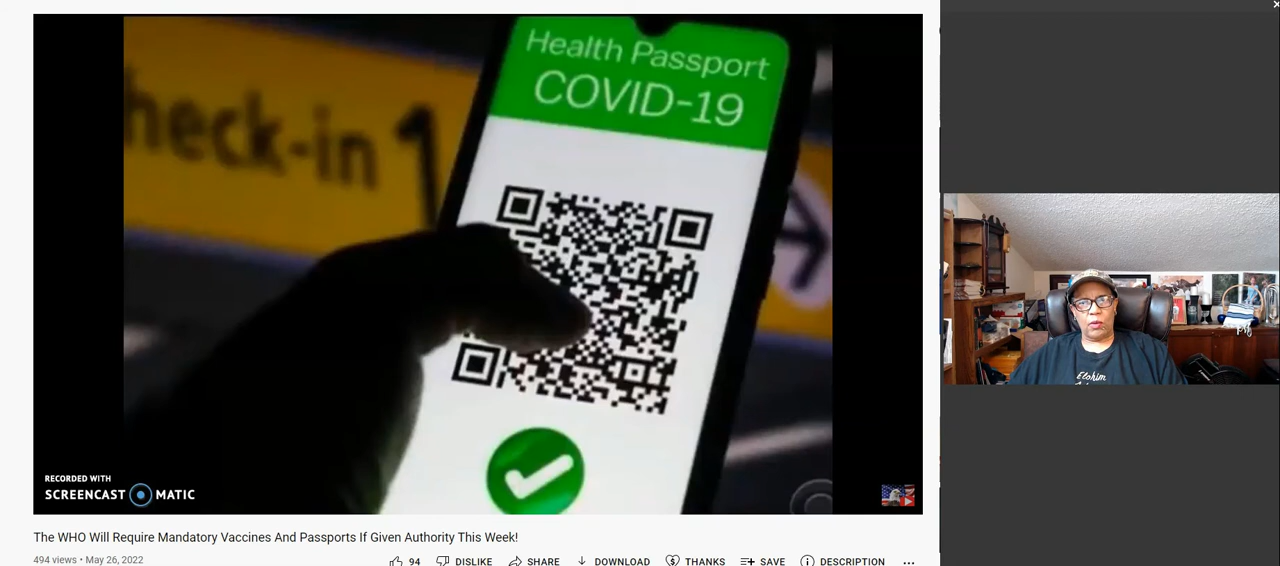 heck-in 1
Health Passport
COVID-19
RECORDED WITH
SCREENCAST MATIC
The WHO Will Require Mandatory Vaccines And Passports If Given Authority This Week!
494 views • May 26, 2022
94
DISLIKE
SHARE
DOWNLOAD
THANKS
SAVE
DESCRIPTION
Elohim